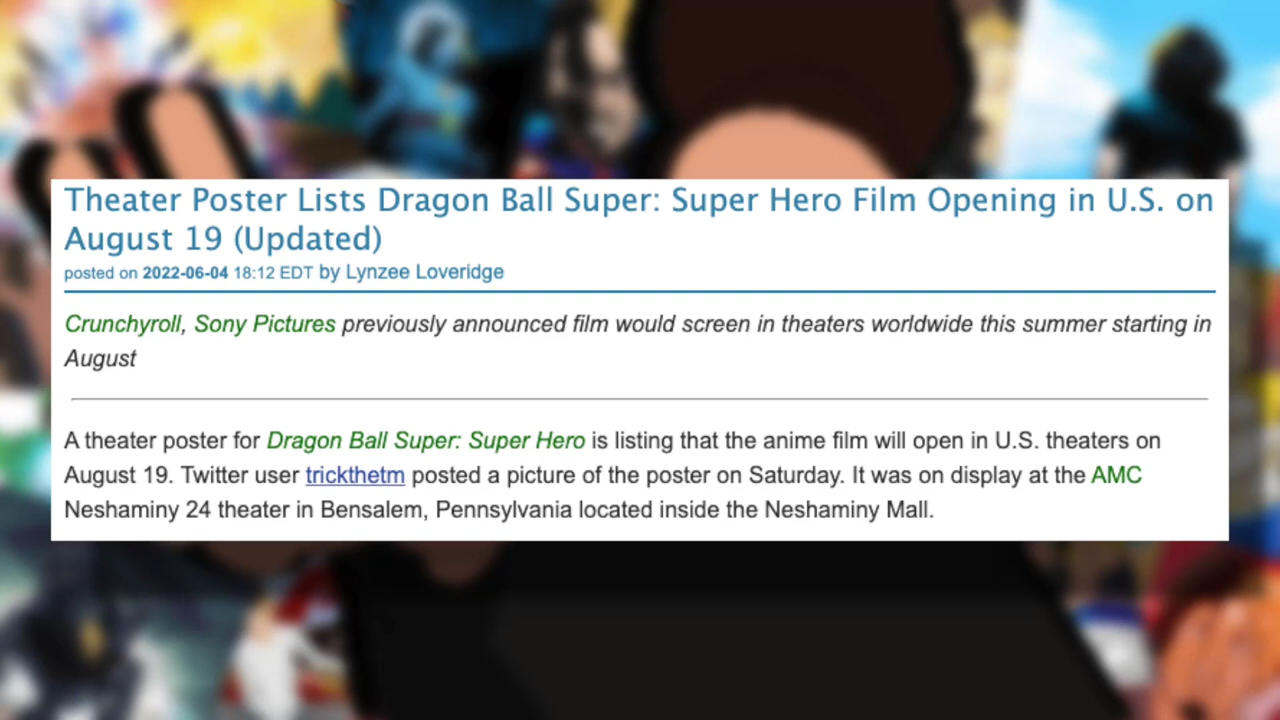 Theater Poster Lists Dragon Ball Super: Super Hero Film Opening in U.S. on
August 19 (Updated)
posted on 2022-06-04 18:12 EDT by Lynzee Loveridge
Crunchyroll, Sony Pictures previously announced film would screen in theaters worldwide this summer starting in
August
A theater poster for Dragon Ball Super: Super Hero is listing that the anime film will open in U.S. theaters on
August 19. Twitter user trickthetm posted a picture of the poster on Saturday. It was on display at the AMC
Neshaminy 24 theater in Bensalem, Pennsylvania located inside the Neshaminy Mall.